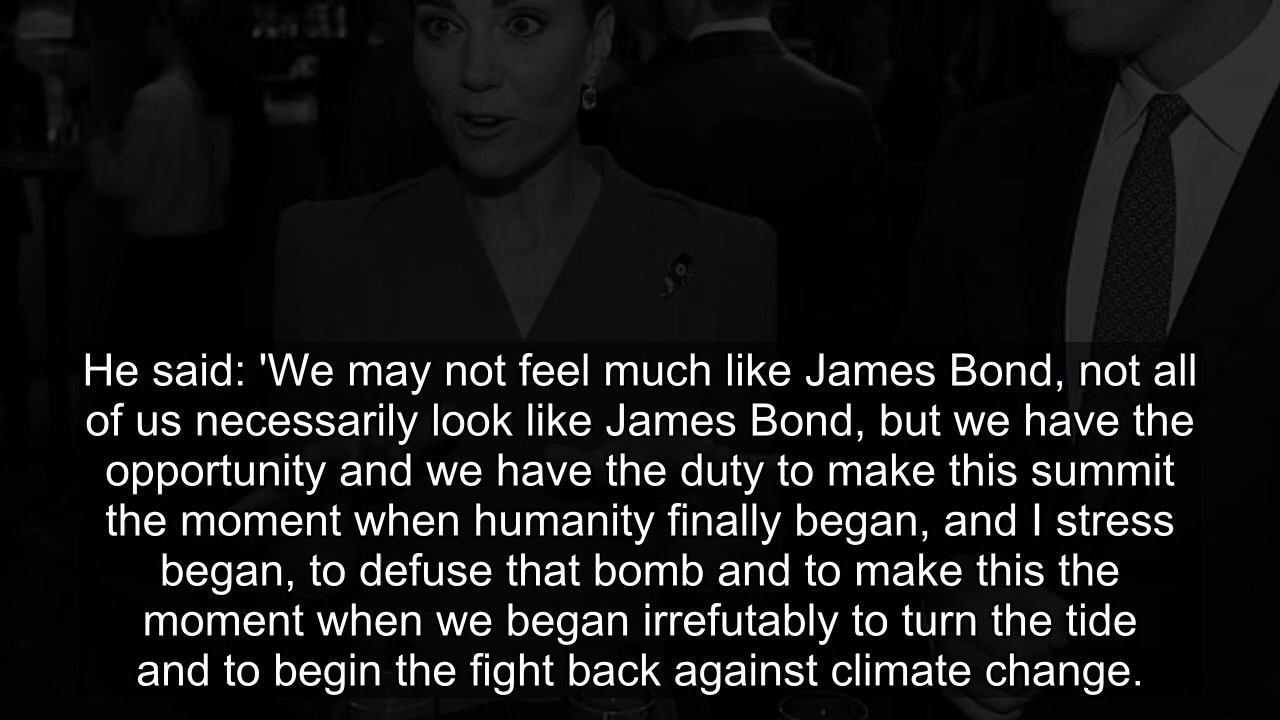 He said: 'We may not feel much like James Bond, not all
of us necessarily look like James Bond, but we have the
opportunity and we have the duty to make this summit
the moment when humanity finally began, and I stress
began, to defuse that bomb and to make this the
moment when we began irrefutably to turn the tide
and to begin the fight back against climate change.